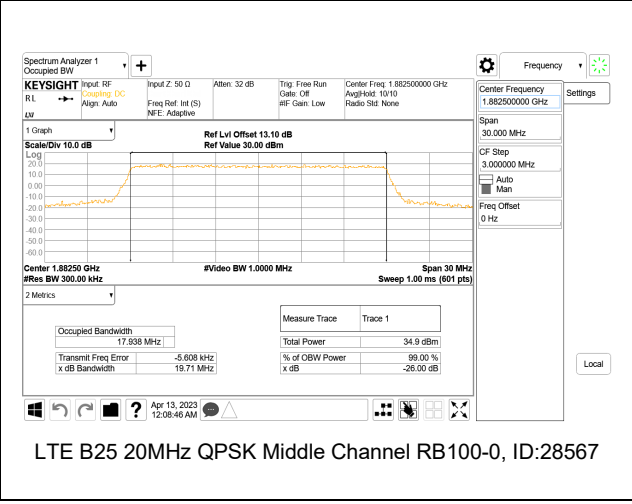 Spectrum Analyzer 1
Occupied BW
Frequency
KEYSIGHT
R L
LXI
Input: RF
Coupling: DC
Align: Auto
Input Z: 50 Ω
Freq Ref: Int (S)
NFE: Adaptive
Atten: 32 dB
Trig: Free Run
Gate: Off
#IF Gain: Low
Center Freq: 1.882500000 GHz
Avg|Hold: 10/10
Radio Std: None
Center Frequency
1.882500000 GHz
Settings
Span
30.000 MHz
CF Step
3.000000 MHz
Auto
Man
Freq Offset
0 Hz
Local
1 Graph
Scale/Div 10.0 dB
Ref Lvl Offset 13.10 dB
Ref Value 30.00 dBm
Log
20.0
10.0
0.00
-10.0
-20.0
-30.0
-40.0
-50.0
-60.0
Center 1.88250 GHz
#Video BW 1.0000 MHz
Span 30 MHz
#Res BW 300.00 kHz
Sweep 1.00 ms (601 pts)
2 Metrics
Measure Trace Trace 1
Occupied Bandwidth
17.938 MHz
Total Power 34.9 dBm
Transmit Freq Error -5.608 kHz
% of OBW Power 99.00 %
x dB Bandwidth 19.71 MHz
x dB -26.00 dB
?
Apr 13, 2023
12:08:46 AM
LTE B25 20MHz QPSK Middle Channel RB100-0, ID:28567